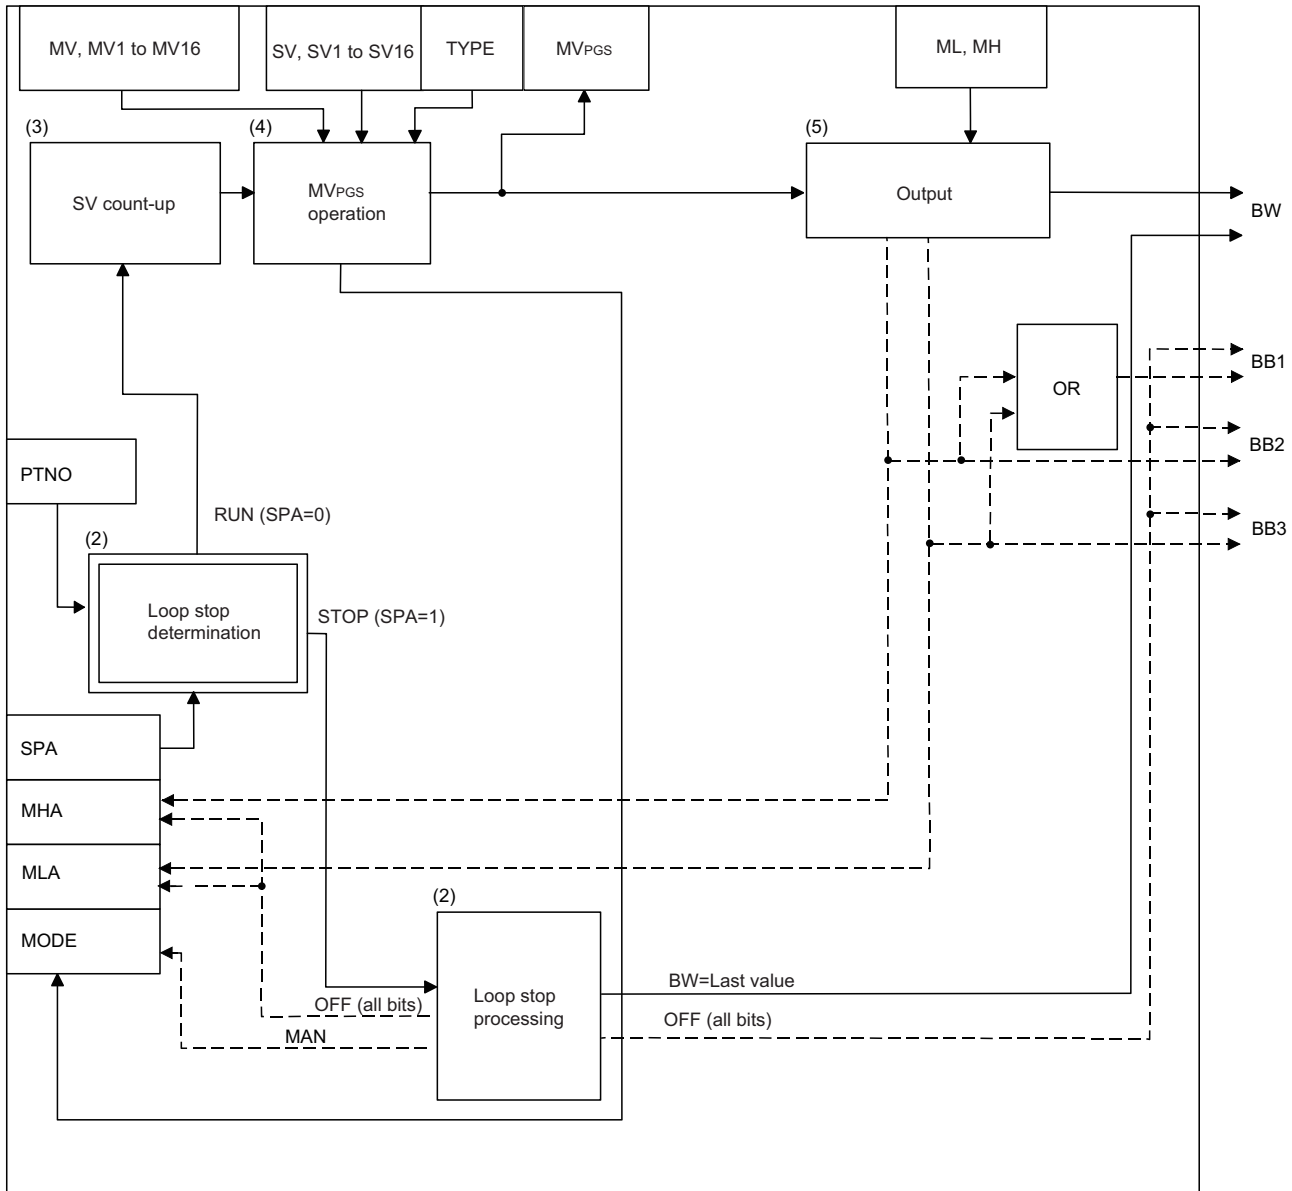 MV, MV1 to MV16
SV, SV1 to SV16
TYPE
MVPGS
ML, MH
(3)
(4)
(5)
SV count-up
MVPGS
operation
Output
BW
OR
BB1
BB2
BB3
PTNO
RUN (SPA=0)
(2)
Loop stop
determination
STOP (SPA=1)
SPA
MHA
MLA
MODE
(2)
Loop stop
processing
OFF (all bits)
MAN
BW=Last value
OFF (all bits)